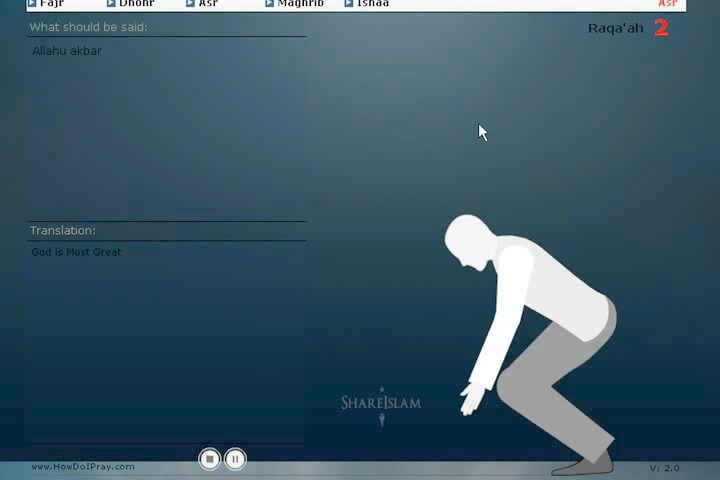 Fajr Dhohr Asr Maghrib Ishaa Asr
What should be said:
Raqa'ah 2
Allahu akbar
Translation:
God is Most Great
SHAREISLAM
www.HowDoIPray.com
V: 2.0